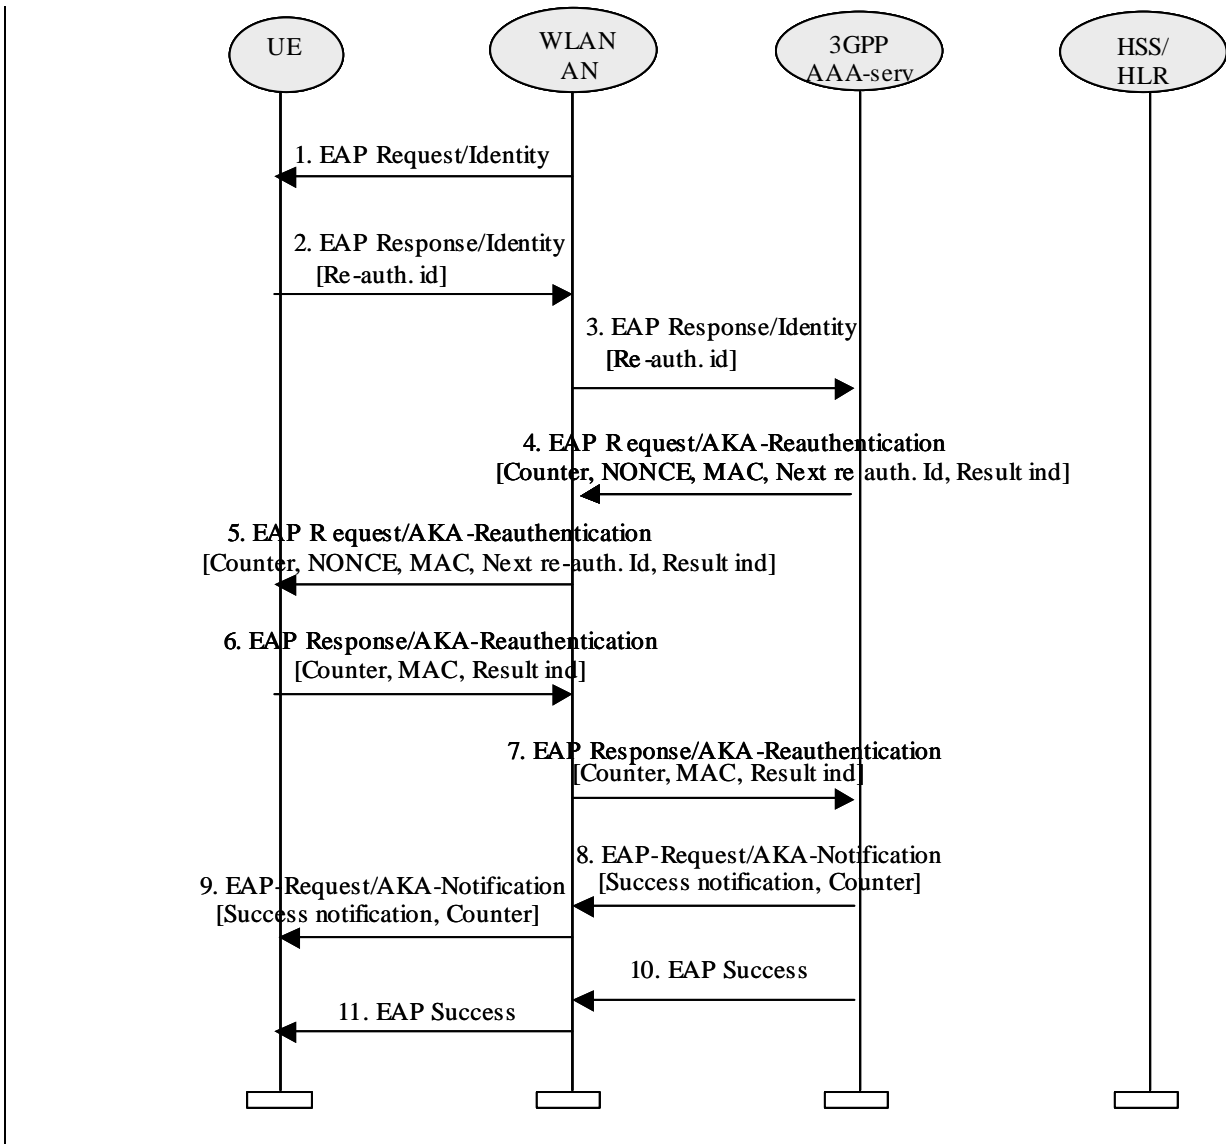 UE
WLAN
AN
3GPP
AAA-serv
HSS/
HLR
1. EAP Request/Identity
2. EAP Response/Identity
[Re-auth. id]
3. EAP Response/Identity
[Re-auth. id]
4. EAP Request/AKA-Reauthentication
[Counter, NONCE, MAC, Next re auth. Id, Result ind]
5. EAP Request/AKA-Reauthentication
[Counter, NONCE, MAC, Next re-auth. Id, Result ind]
6. EAP Response/AKA-Reauthentication
[Counter, MAC, Result ind]
7. EAP Response/AKA-Reauthentication
[Counter, MAC, Result ind]
8. EAP-Request/AKA-Notification
[Success notification, Counter]
9. EAP-Request/AKA-Notification
[Success notification, Counter]
10. EAP Success
11. EAP Success